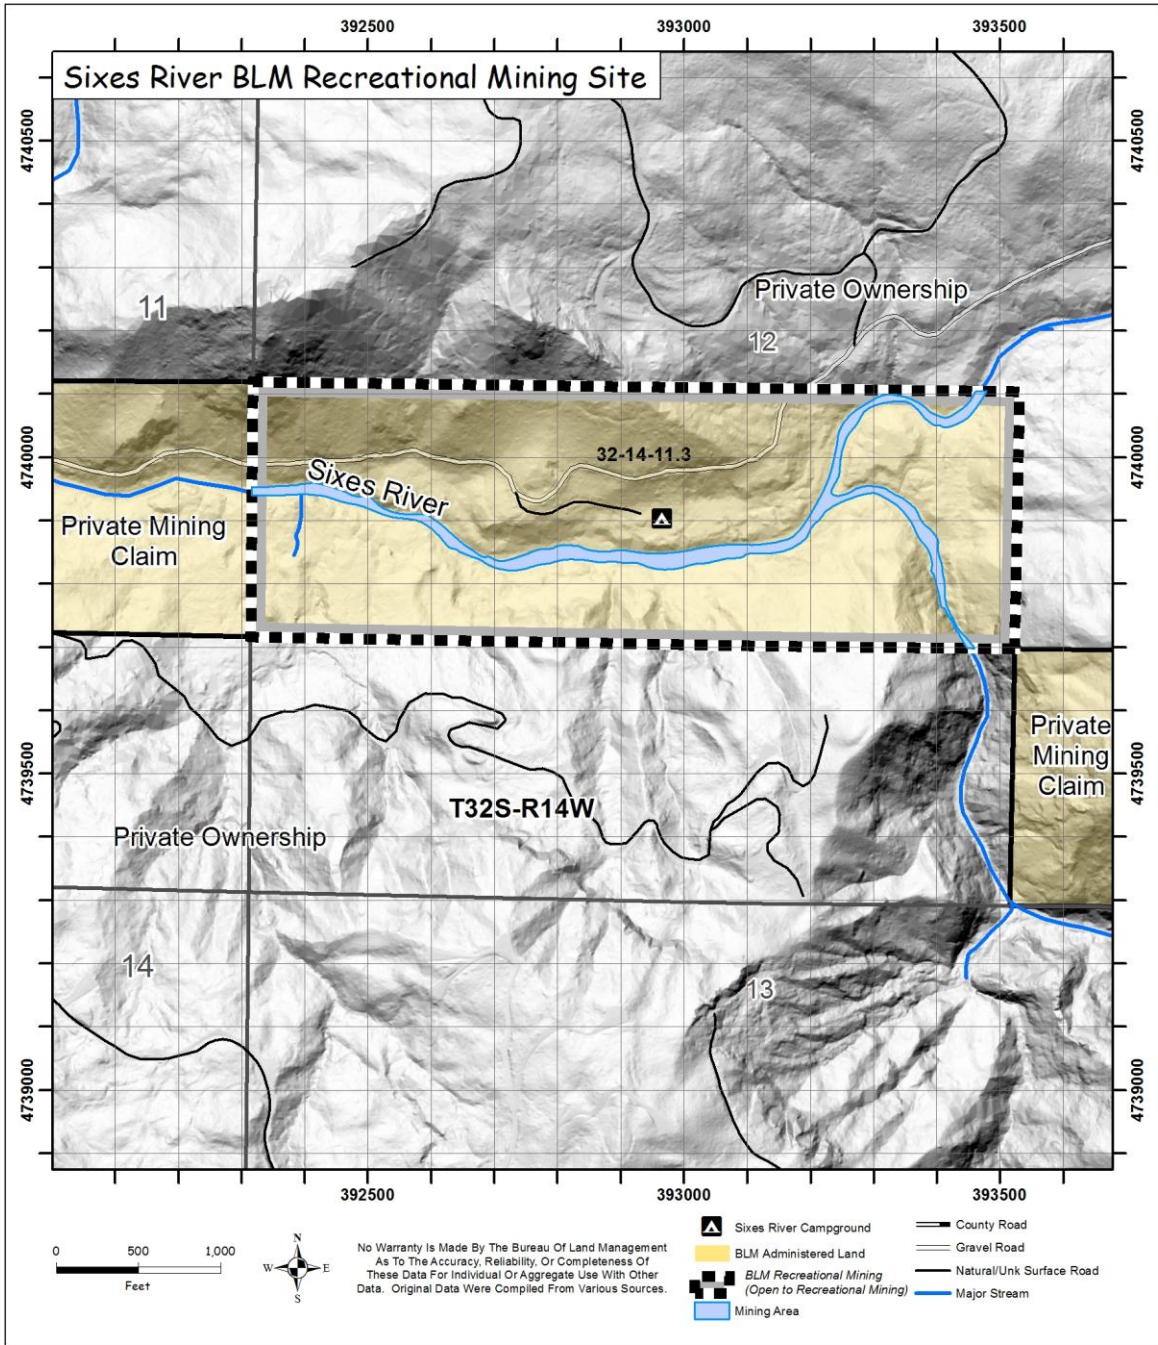 392500 393000 393500
Sixes River BLM Recreational Mining Site
4740500
4740500
11
Private Ownership
12
4740000
4740000
32-14-11.3
Sixes River
Private Mining
Claim
Private
Mining
Claim
4739500
4739500
T32S-R14W
Private Ownership
14
13
4739000
4739000
392500 393000 393500
0 500 1,000
Feet
N
W E
S
No Warranty Is Made By The Bureau Of Land Management
As To The Accuracy, Reliability, Or Completeness Of
These Data For Individual Or Aggregate Use With Other
Data. Original Data Were Compiled From Various Sources.
Sixes River Campground
BLM Administered Land
BLM Recreational Mining
(Open to Recreational Mining)
Mining Area
County Road
Gravel Road
Natural/Unk Surface Road
Major Stream